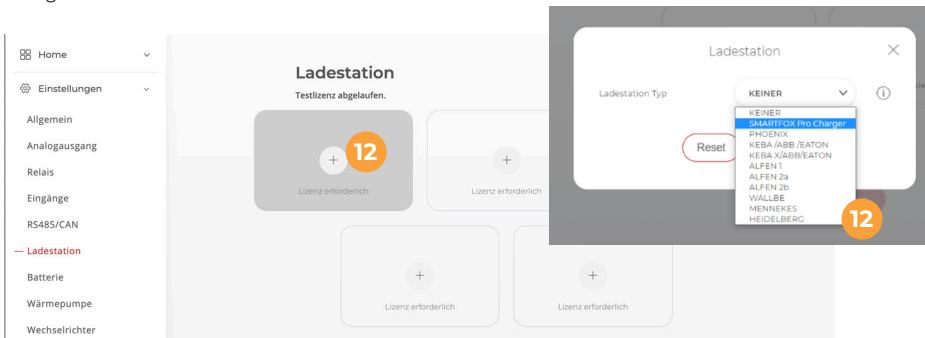 Home
Einstellungen
Allgemein
Analogausgang
Relais
Eingänge
RS485/CAN
Ladestation
Batterie
Wärmepumpe
Wechselrichter
Ladestation
Testlizenz abgelaufen.
12
Lizenz erforderlich
Lizenz erforderlich
Lizenz erforderlich
Lizenz erforderlich
Ladestation
Ladestation Typ
KEINER
KEINER
SMARTFOX Pro Charger
PHOENIX
KEBA /ABB /EATON
KEBA X/ABB/EATON
ALFEN 1
ALFEN 2a
ALFEN 2b
WALLBE
MENNEKES
HEIDELBERG
Reset
12